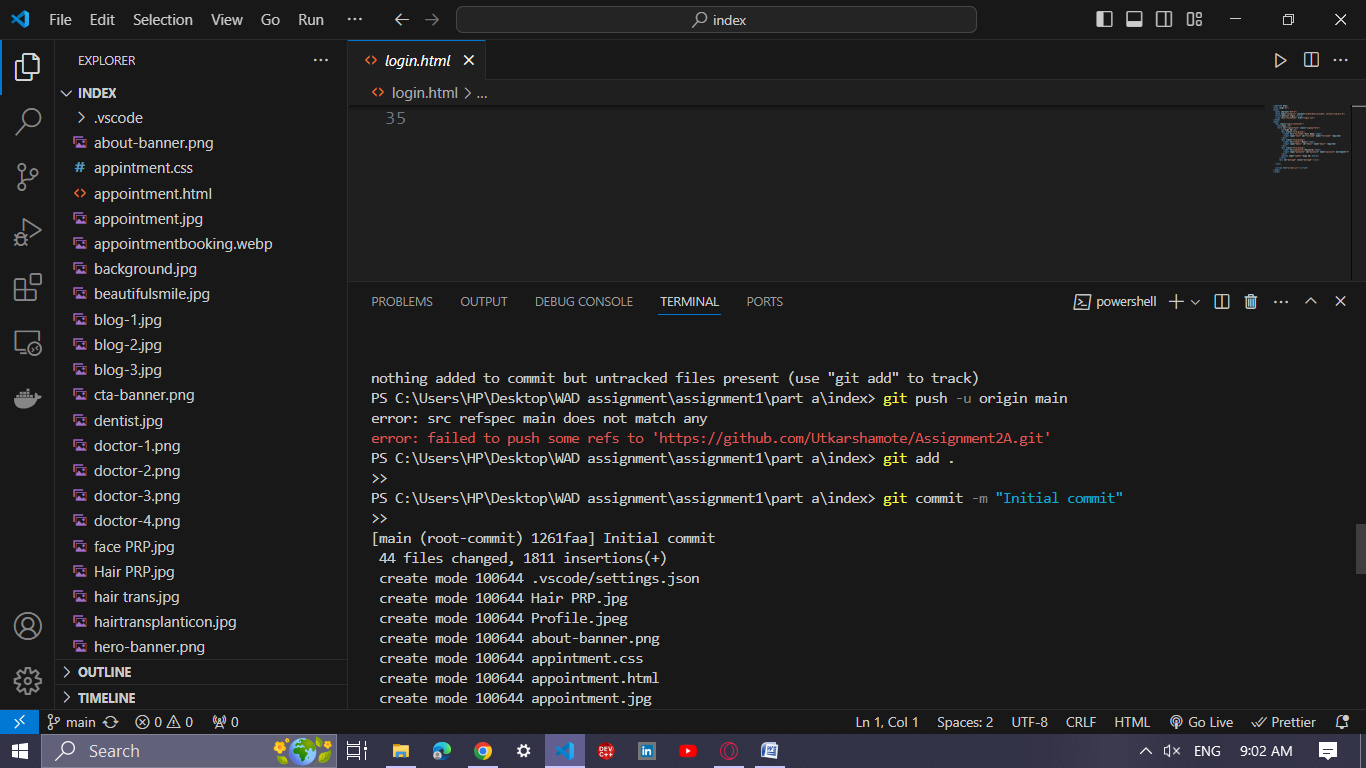 File Edit Selection View Go Run ··· index
EXPLORER ···
INDEX
.vscode
about-banner.png
# appintment.css
<> appointment.html
appointment.jpg
appointmentbooking.webp
background.jpg
beautifulsmile.jpg
blog-1.jpg
blog-2.jpg
blog-3.jpg
cta-banner.png
dentist.jpg
doctor-1.png
doctor-2.png
doctor-3.png
doctor-4.png
face PRP.jpg
Hair PRP.jpg
hair trans.jpg
hairtransplanticon.jpg
hero-banner.png
OUTLINE
TIMELINE
<> login.html
<> login.html > ...
35
PROBLEMS OUTPUT DEBUG CONSOLE TERMINAL PORTS powershell
nothing added to commit but untracked files present (use "git add" to track)
PS C:\Users\HP\Desktop\WAD assignment\assignment1\part a\index> git push -u origin main
error: src refspec main does not match any
error: failed to push some refs to 'https://github.com/Utkarshamote/Assignment2A.git'
PS C:\Users\HP\Desktop\WAD assignment\assignment1\part a\index> git add .
>>
PS C:\Users\HP\Desktop\WAD assignment\assignment1\part a\index> git commit -m "Initial commit"
>>
[main (root-commit) 1261faa] Initial commit
 44 files changed, 1811 insertions(+)
 create mode 100644 .vscode/settings.json
 create mode 100644 Hair PRP.jpg
 create mode 100644 Profile.jpeg
 create mode 100644 about-banner.png
 create mode 100644 appintment.css
 create mode 100644 appointment.html
 create mode 100644 appointment.jpg
main 0 0 0 Ln 1, Col 1 Spaces: 2 UTF-8 CRLF HTML Go Live Prettier
Search DEV C++ in ENG 9:02 AM